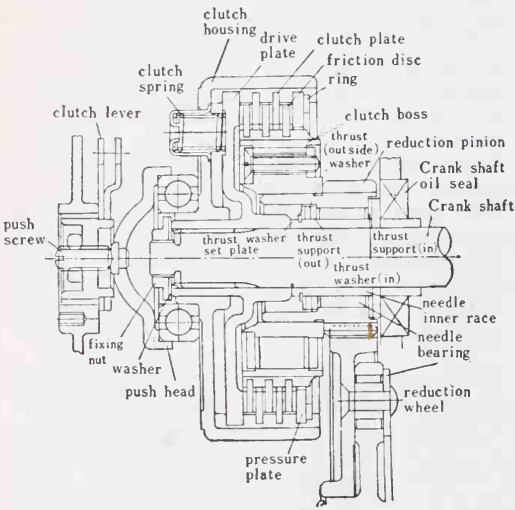 clutch
housing
drive
plate
clutch plate
friction disc
ring
clutch
spring
clutch lever
clutch boss
thrust
(outside)
washer
reduction pinion
Crank shaft
oil seal
Crank shaft
push
screw
thrust washer
set plate
thrust
support
(out)
thrust
support(in)
thrust
washer(in)
needle
inner race
needle
bearing
fixing
nut
washer
push head
reduction
wheel
pressure
plate